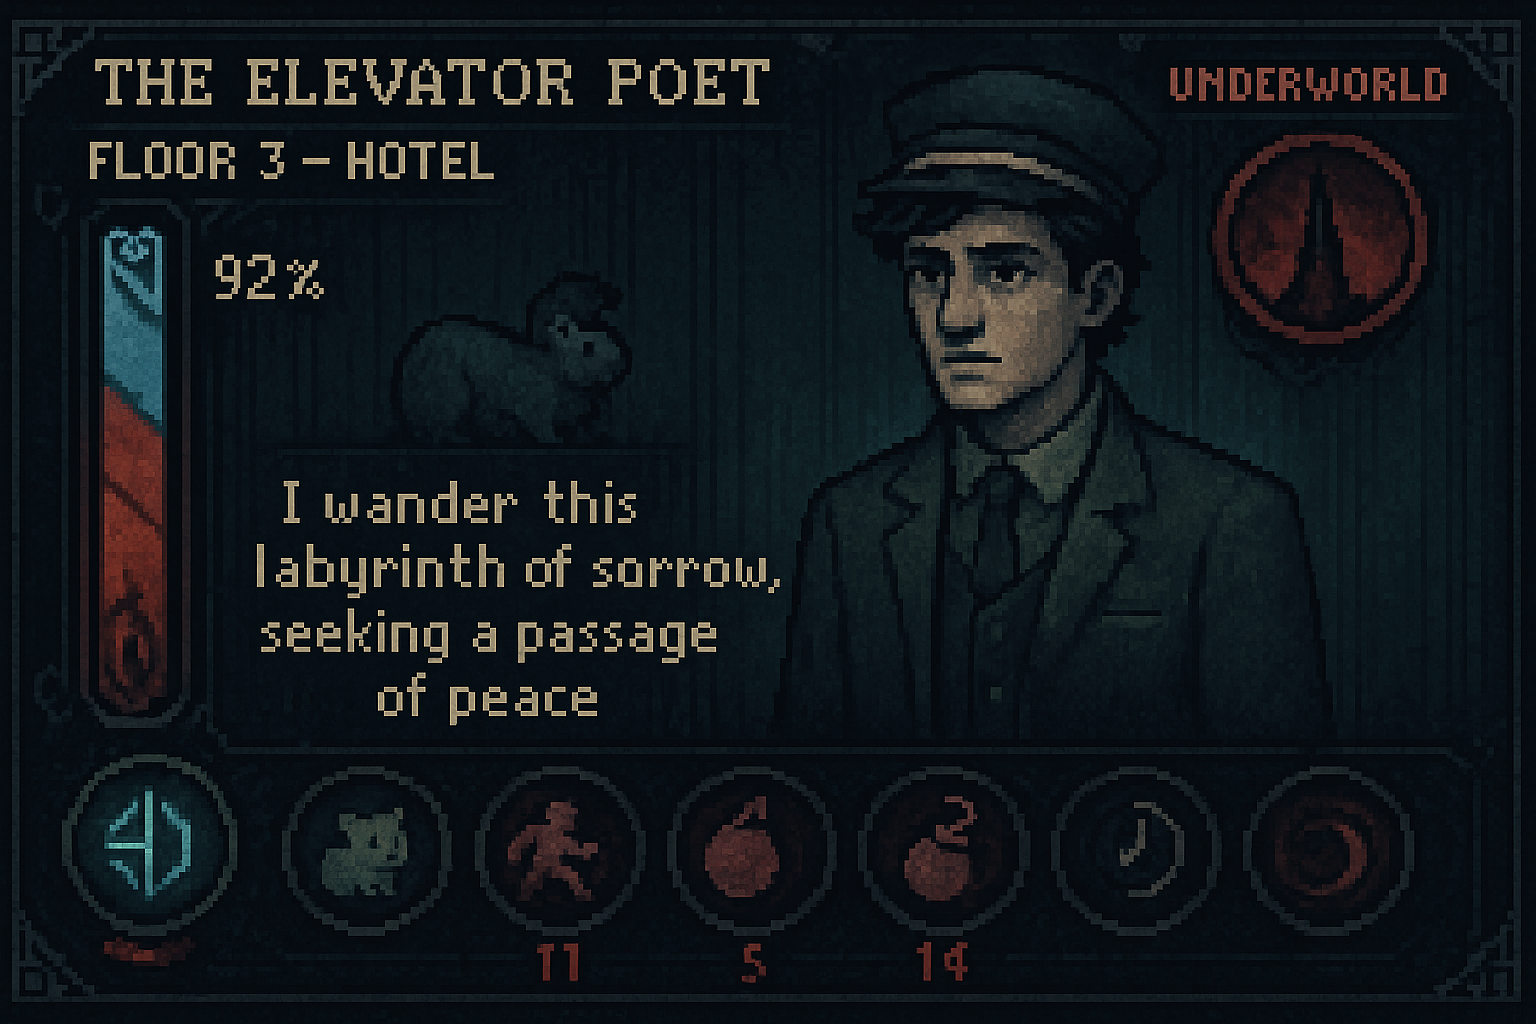 THE ELEVATOR POET
UNDERWORLD
FLOOR 3 – HOTEL
92%
I wander this
labyrinth of sorrow,
seeking a passage
of peace
11
5
14